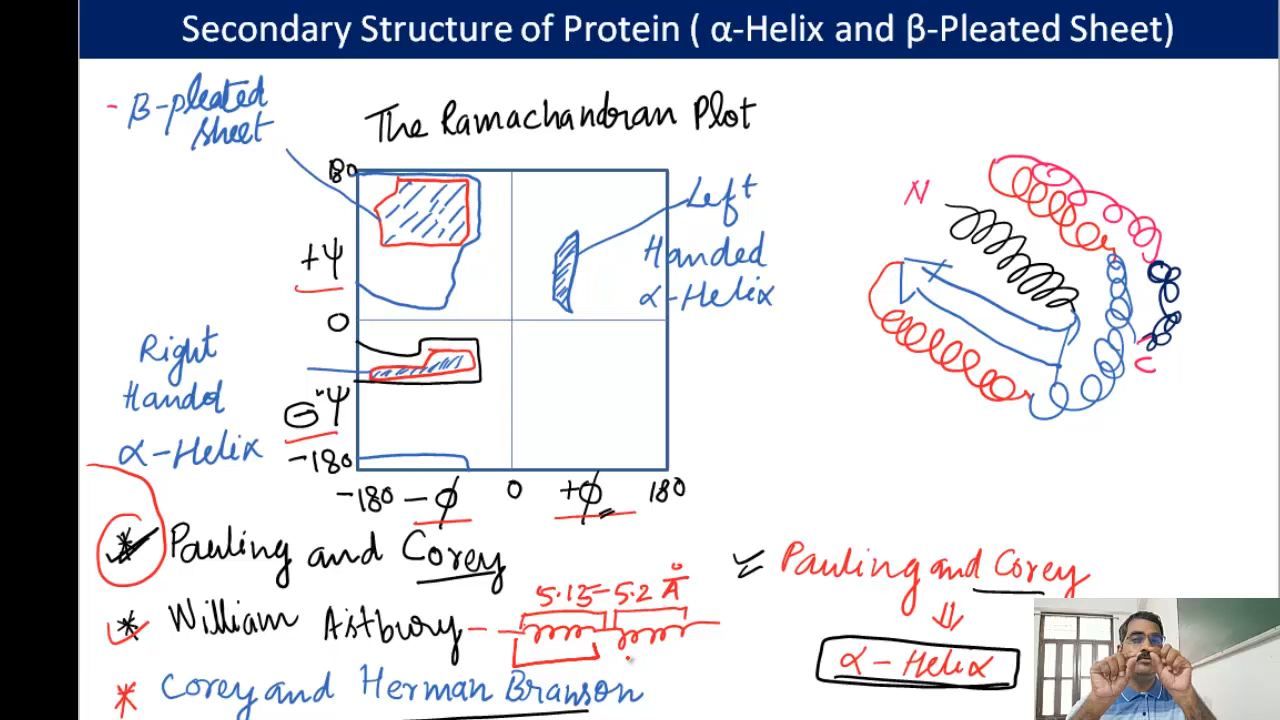 Secondary Structure of Protein ( α-Helix and β-Pleated Sheet)
- β-pleated
sheet
The Ramachandran Plot
80
+Ψ
0
-Ψ
-180
-180 -ϕ 0 +ϕ 180
Left
Handed
α-Helix
Right
Handed
α-Helix
N
C
* Pauling and Corey
* William Astbury -
5.15-5.2 Å
* Corey and Herman Branson
Pauling and Corey
⇓
α-Helix